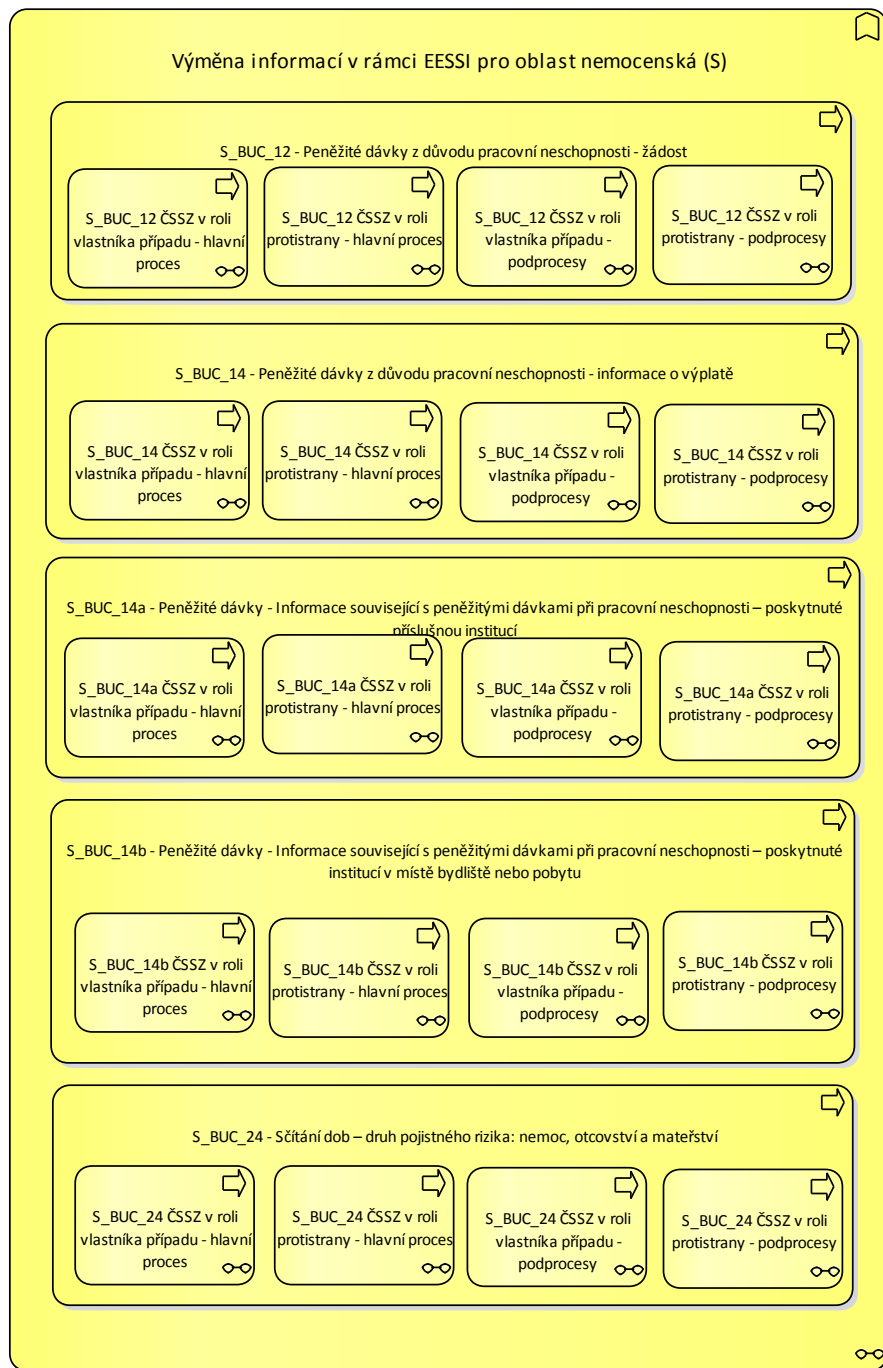 Výměna informací v rámci EESSI pro oblast nemocenská (S)
S_BUC_12 - Peněžité dávky z důvodu pracovní neschopnosti - žádost
S_BUC_12 ČSSZ v roli
vlastníka případu - hlavní
proces
S_BUC_12 ČSSZ v roli
protistrany - hlavní proces
S_BUC_12 ČSSZ v roli
vlastníka případu -
podprocesy
S_BUC_12 ČSSZ v roli
protistrany - podprocesy
S_BUC_14 - Peněžité dávky z důvodu pracovní neschopnosti - informace o výplatě
S_BUC_14 ČSSZ v roli
vlastníka případu - hlavní
proces
S_BUC_14 ČSSZ v roli
protistrany - hlavní proces
S_BUC_14 ČSSZ v roli
vlastníka případu -
podprocesy
S_BUC_14 ČSSZ v roli
protistrany - podprocesy
S_BUC_14a - Peněžité dávky - Informace související s peněžitými dávkami při pracovní neschopnosti – poskytnuté
příslušnou institucí
S_BUC_14a ČSSZ v roli
vlastníka případu - hlavní
proces
S_BUC_14a ČSSZ v roli
protistrany - hlavní proces
S_BUC_14a ČSSZ v roli
vlastníka případu -
podprocesy
S_BUC_14a ČSSZ v roli
protistrany - podprocesy
S_BUC_14b - Peněžité dávky - Informace související s peněžitými dávkami při pracovní neschopnosti – poskytnuté
institucí v místě bydliště nebo pobytu
S_BUC_14b ČSSZ v roli
vlastníka případu - hlavní
proces
S_BUC_14b ČSSZ v roli
protistrany - hlavní proces
S_BUC_14b ČSSZ v roli
vlastníka případu -
podprocesy
S_BUC_14b ČSSZ v roli
protistrany - podprocesy
S_BUC_24 - Sčítání dob – druh pojistného rizika: nemoc, otcovství a mateřství
S_BUC_24 ČSSZ v roli
vlastníka případu - hlavní
proces
S_BUC_24 ČSSZ v roli
protistrany - hlavní proces
S_BUC_24 ČSSZ v roli
vlastníka případu -
podprocesy
S_BUC_24 ČSSZ v roli
protistrany - podprocesy